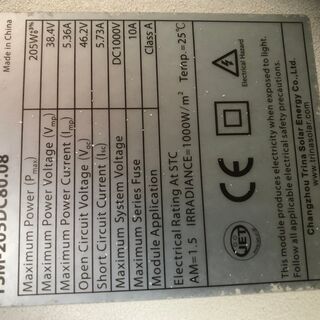 TSM-205DC80.08
Maximum Power (Pmax) 205W
Maximum Power Voltage (Vmp) 38.4V
Maximum Power Current (Imp) 5.36A
Open Circuit Voltage (Voc) 46.2V
Short Circuit Current (Isc) 5.73A
Maximum System Voltage DC1000V
Maximum Series Fuse 10A
Module Application Class A
Electrical Rating At STC
AM=1.5 IRRADIANCE=1000W/m² Temp.=25℃
CE
JET
Electrical Hazard
This module produces electricity when exposed to light.
Follow all applicable electrical safety precautions.
Changzhou Trina Solar Energy Co., Ltd.
www.trinasolar.com
Made in China